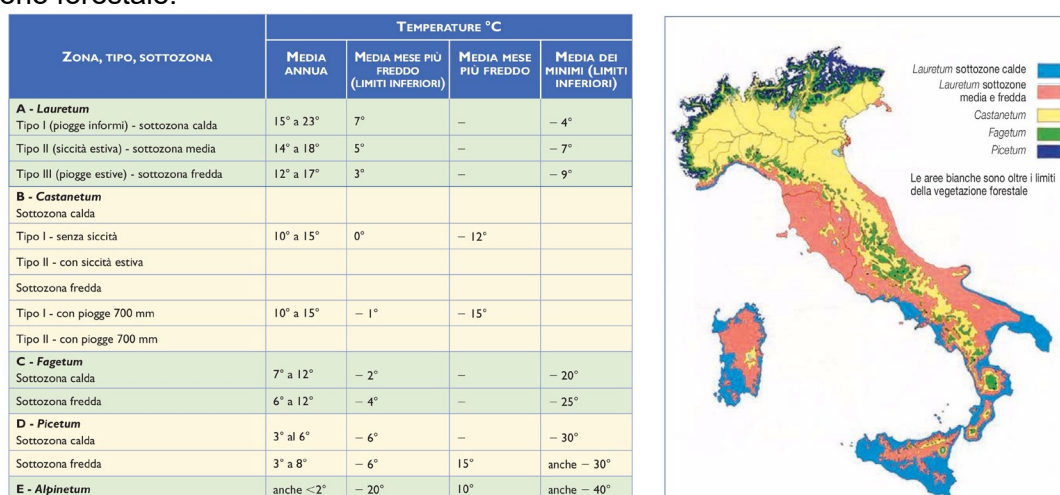 one forestale.
TEMPERATURE °C
ZONA, TIPO, SOTTOZONA
MEDIA ANNUA
MEDIA MESE PIÙ FREDDO (LIMITI INFERIORI)
MEDIA MESE PIÙ FREDDO
MEDIA DEI MINIMI (LIMITI INFERIORI)
A - Lauretum
Tipo I (piogge informi) - sottozona calda 15° a 23° 7° – – 4°
Tipo II (siccità estiva) - sottozona media 14° a 18° 5° – – 7°
Tipo III (piogge estive) - sottozona fredda 12° a 17° 3° – – 9°
B - Castanetum
Sottozona calda
Tipo I - senza siccità 10° a 15° 0° – 12°
Tipo II - con siccità estiva
Sottozona fredda
Tipo I - con piogge 700 mm 10° a 15° – 1° – 15°
Tipo II - con piogge 700 mm
C - Fagetum
Sottozona calda 7° a 12° – 2° – – 20°
Sottozona fredda 6° a 12° – 4° – – 25°
D - Picetum
Sottozona calda 3° al 6° – 6° – – 30°
Sottozona fredda 3° a 8° – 6° 15° anche – 30°
E - Alpinetum anche <2° – 20° 10° anche – 40°
Lauretum sottozone calde
Lauretum sottozone
media e fredda
Castanetum
Fagetum
Picetum
Le aree bianche sono oltre i limiti
della vegetazione forestale